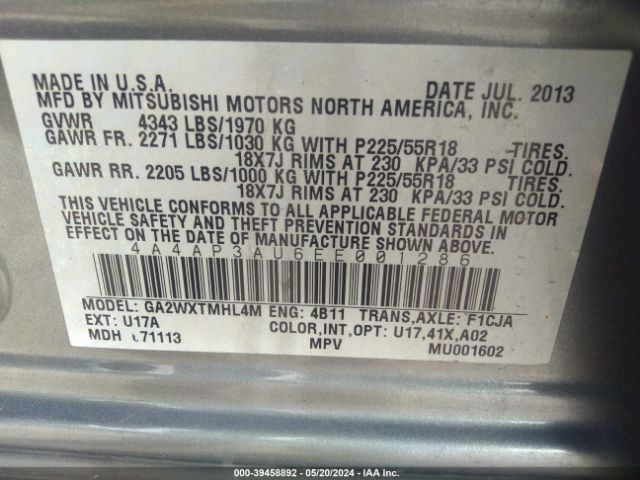 MADE IN U.S.A. DATE JUL. 2013
MFD BY MITSUBISHI MOTORS NORTH AMERICA, INC.
GVWR 4343 LBS/1970 KG
GAWR FR. 2271 LBS/1030 KG WITH P225/55R18 TIRES,
18X7J RIMS AT 230 KPA/33 PSI COLD.
GAWR RR. 2205 LBS/1000 KG WITH P225/55R18 TIRES,
18X7J RIMS AT 230 KPA/33 PSI COLD.
THIS VEHICLE CONFORMS TO ALL APPLICABLE FEDERAL MOTOR
VEHICLE SAFETY AND THEFT PREVENTION STANDARDS IN
EFFECT ON THE DATE OF MANUFACTURE SHOWN ABOVE.
4A4AP3AU6EE001286
MODEL: GA2WXTMHL4M ENG: 4B11 TRANS,AXLE: F1CJA
EXT: U17A COLOR,INT,OPT: U17,41X,A02
MDH 71113 MPV MU001602
000-39458892 - 05/20/2024 - IAA Inc.